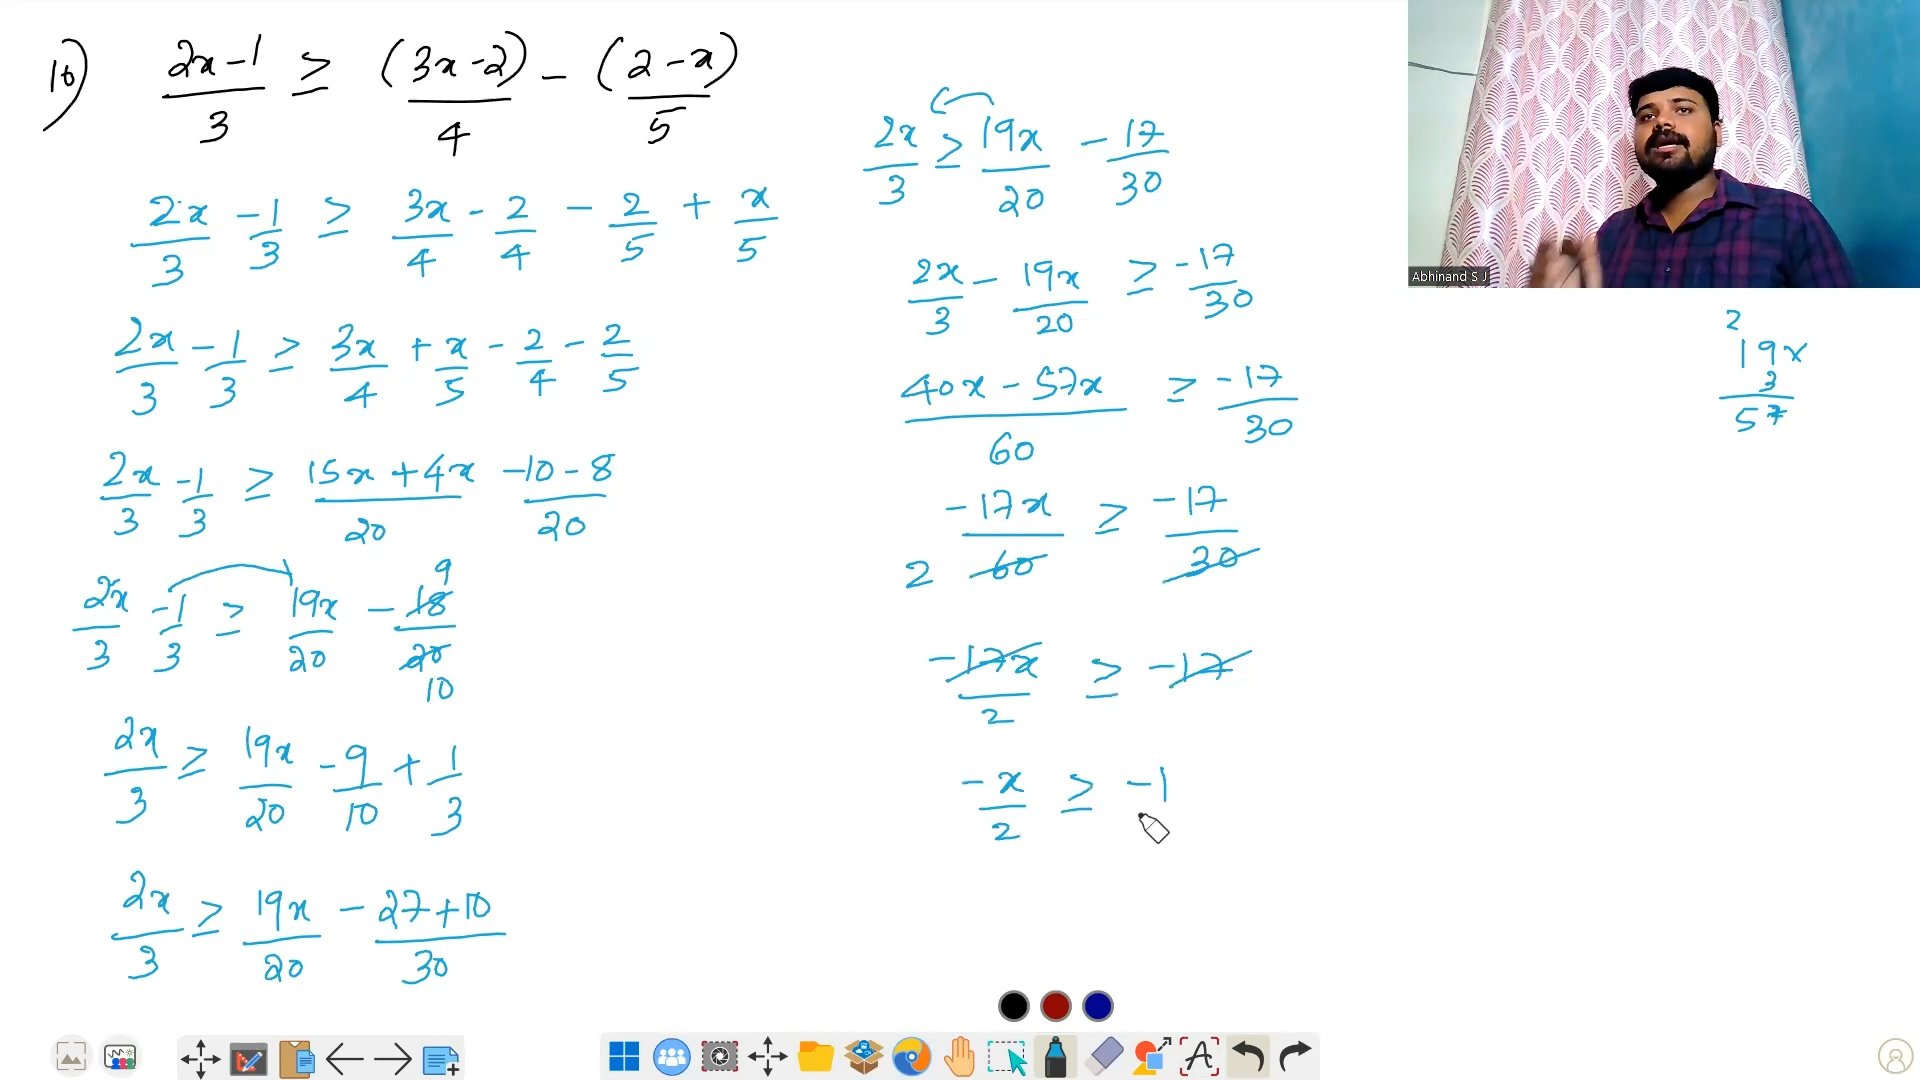 16) (2x-1)/3 ≥ (3x-2)/4 - (2-x)/5
2x/3 - 1/3 ≥ 3x/4 - 2/4 - 2/5 + x/5
2x/3 - 1/3 ≥ 3x/4 + x/5 - 2/4 - 2/5
2x/3 - 1/3 ≥ (15x+4x)/20 (-10-8)/20
2x/3 - 1/3 ≥ 19x/20 - 18/20 9 10
2x/3 ≥ 19x/20 - 9/10 + 1/3
2x/3 ≥ 19x/20 - (27+10)/30
2x/3 ≥ 19x/20 - 17/30
2x/3 - 19x/20 ≥ -17/30
(40x - 57x)/60 ≥ -17/30
-17x/60 ≥ -17/30 2
-17x/2 ≥ -17
-x/2 ≥ -1
Abhinand S J
2
19 x
3
57